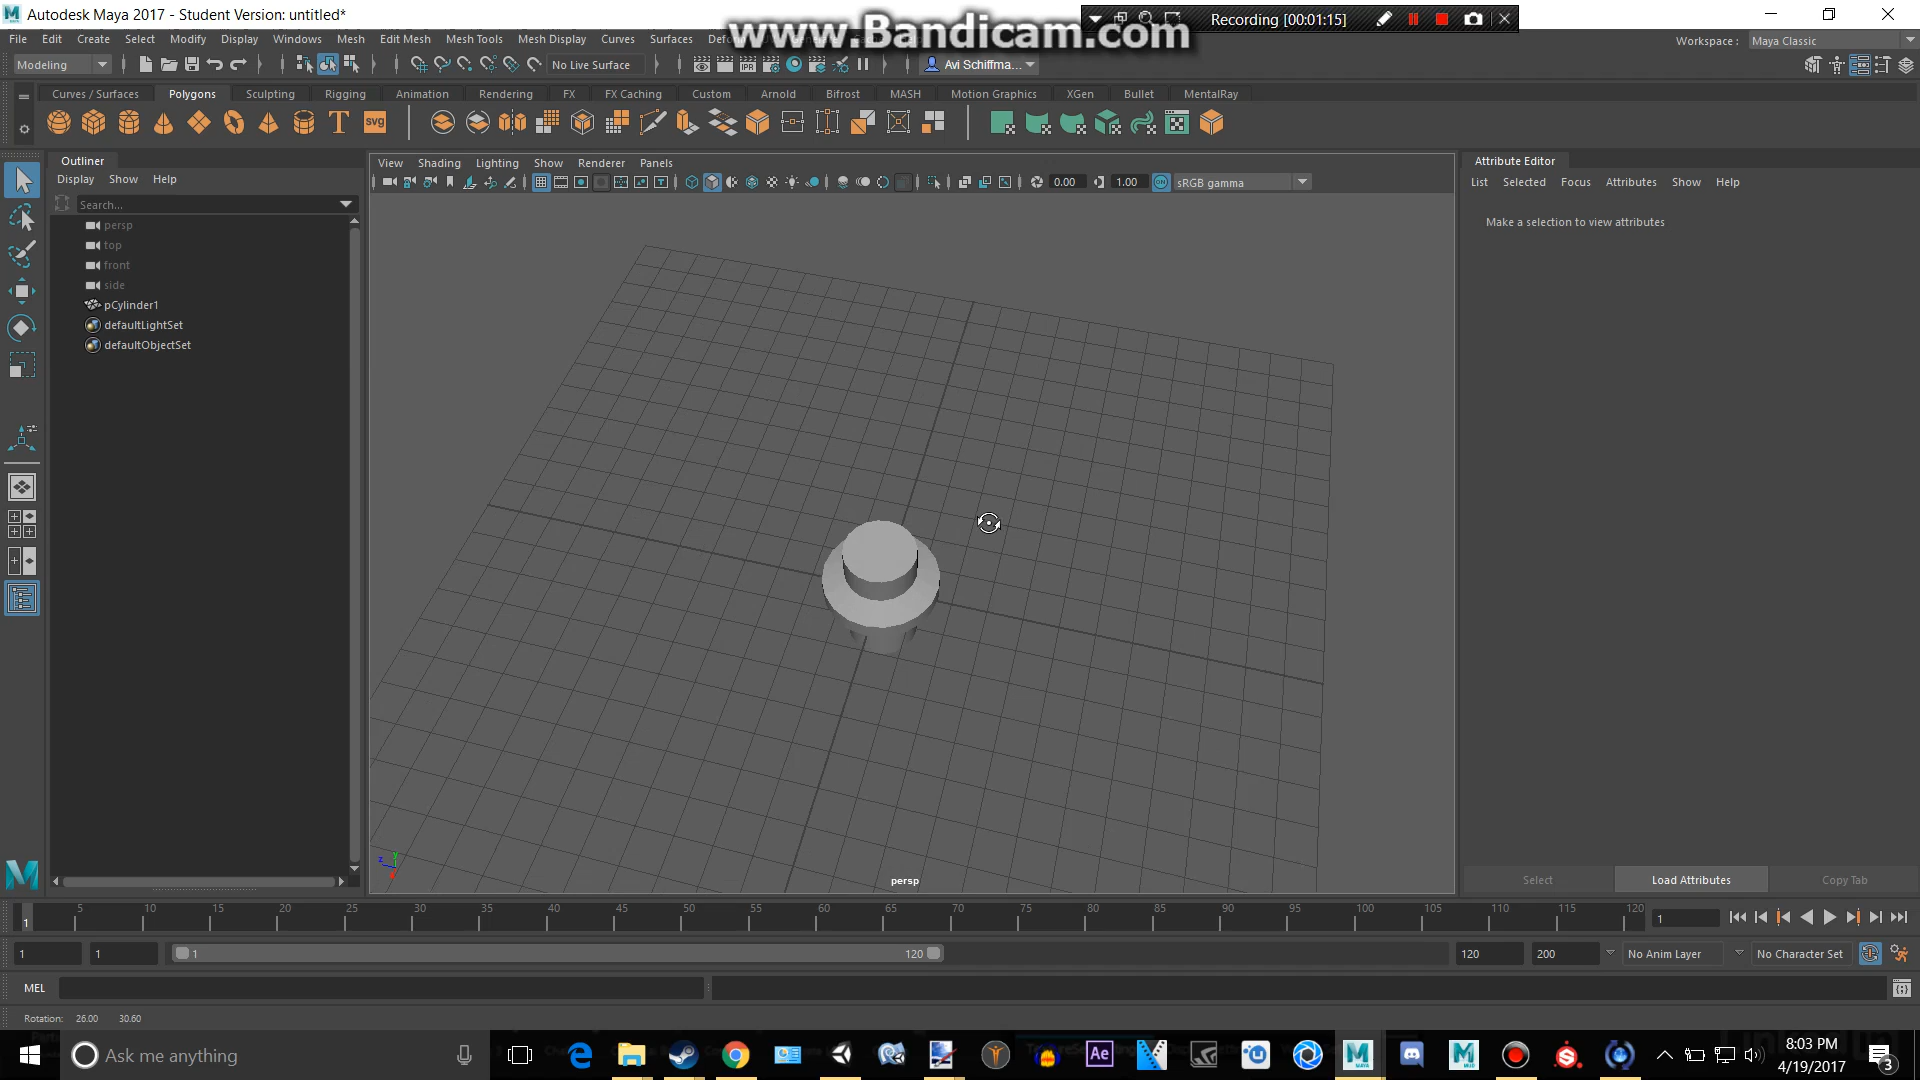 Autodesk Maya 2017 - Student Version: untitled*
www.Bandicam.com
Recording [00:01:15]
File Edit Create Select Modify Display Windows Mesh Edit Mesh Mesh Tools Mesh Display Curves Surfaces
Workspace : Maya Classic
Modeling No Live Surface IPR Avi Schiffma...
Curves / Surfaces Polygons Sculpting Rigging Animation Rendering FX FX Caching Custom Arnold Bifrost MASH Motion Graphics XGen Bullet MentalRay
T SVG
Outliner
Display Show Help
Search...
persp
top
front
side
pCylinder1
defaultLightSet
defaultObjectSet
View Shading Lighting Show Renderer Panels
0.00 1.00 sRGB gamma
persp
z y
Attribute Editor
List Selected Focus Attributes Show Help
Make a selection to view attributes
Select Load Attributes Copy Tab
1 5 10 15 20 25 30 35 40 45 50 55 60 65 70 75 80 85 90 95 100 105 110 115 120 1
1 1 1 120 120 200 No Anim Layer No Character Set
MEL
Rotation: 26.00 30.60
Ask me anything
Ae
8:03 PM
4/19/2017
3